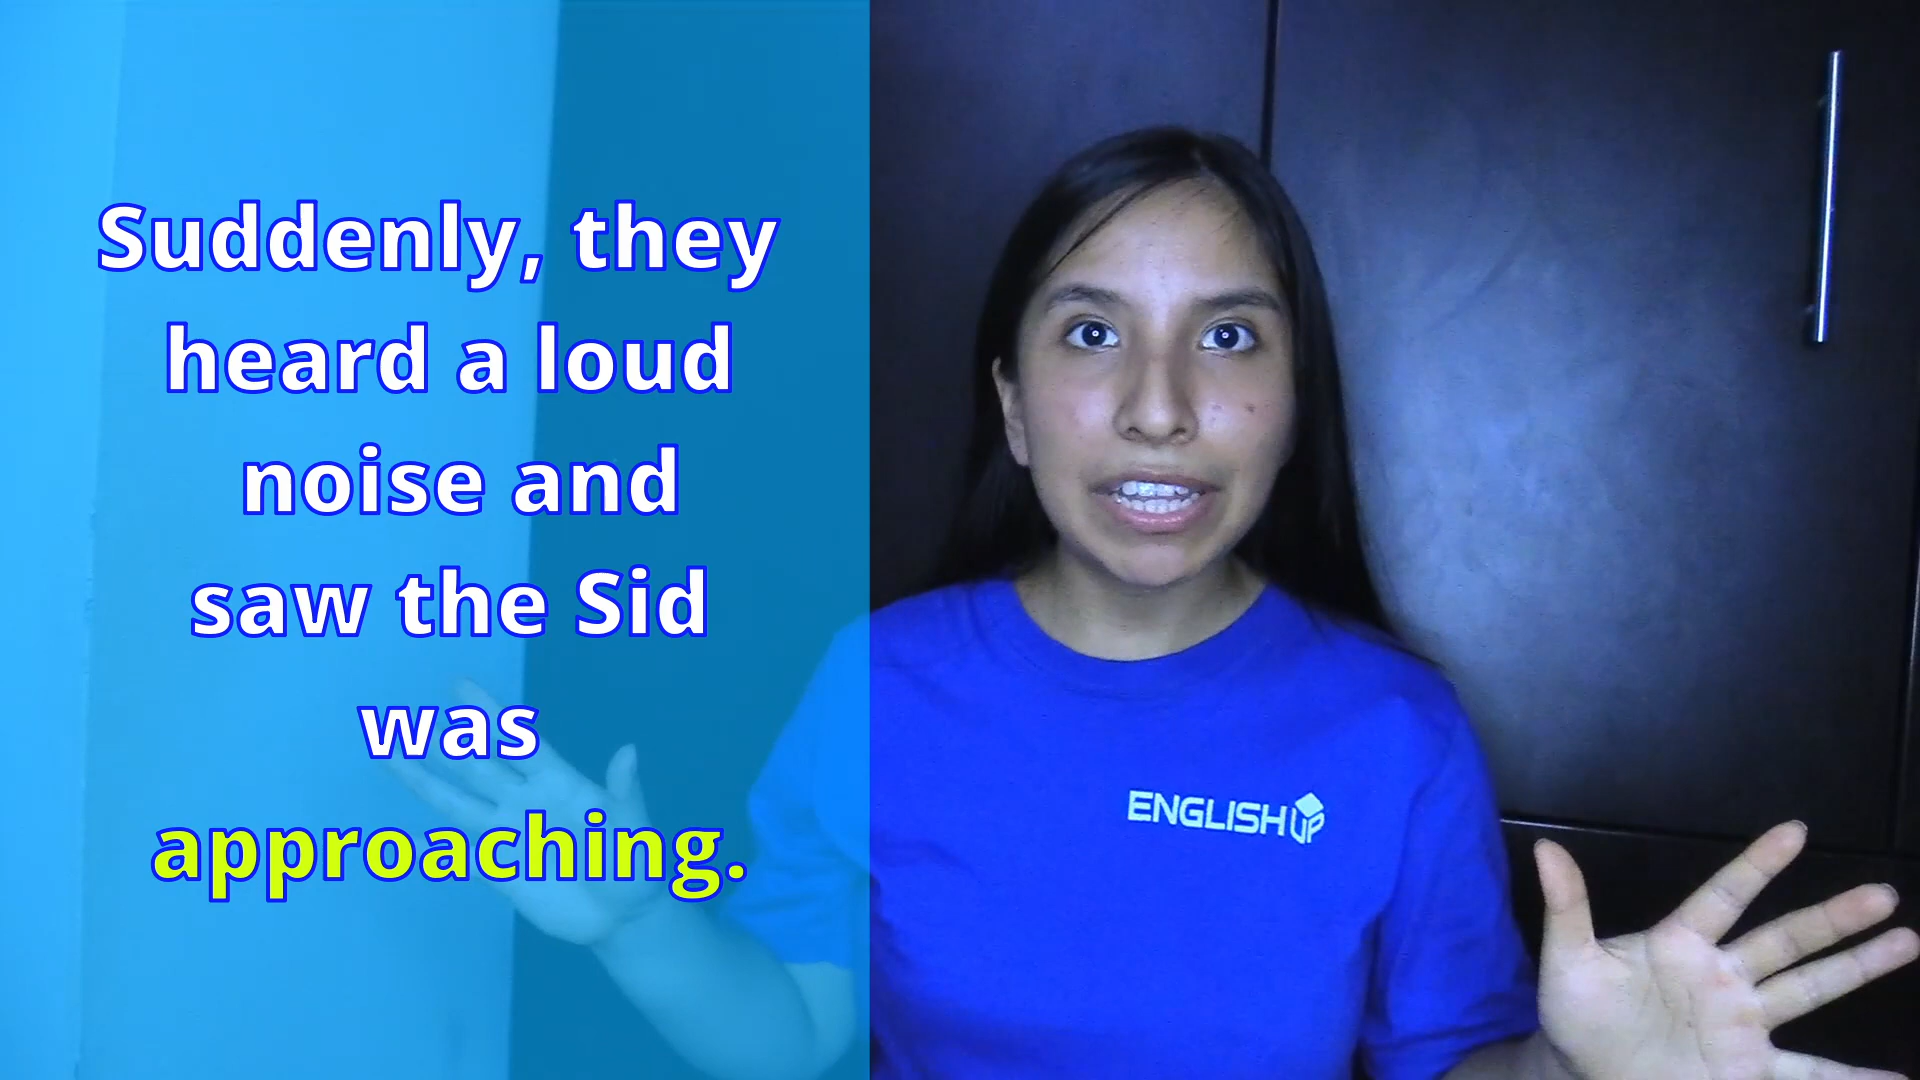 Suddenly, they
heard a loud
noise and
saw the Sid
was
approaching.
ENGLISH UP